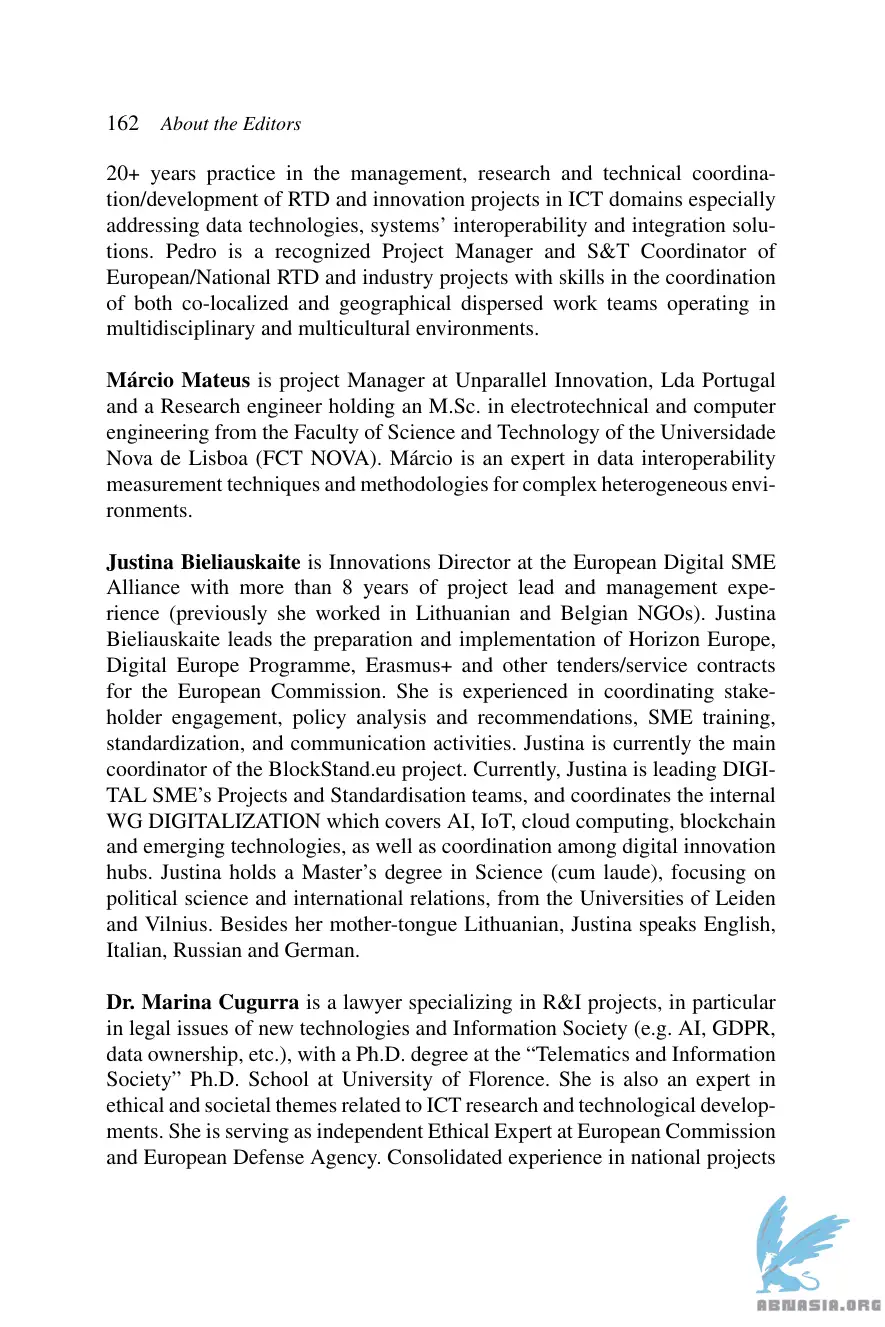 162 About the Editors
20+ years practice in the management, research and technical coordina-
tion/development of RTD and innovation projects in ICT domains especially
addressing data technologies, systems’ interoperability and integration solu-
tions. Pedro is a recognized Project Manager and S&T Coordinator of
European/National RTD and industry projects with skills in the coordination
of both co-localized and geographical dispersed work teams operating in
multidisciplinary and multicultural environments.
Márcio Mateus is project Manager at Unparallel Innovation, Lda Portugal
and a Research engineer holding an M.Sc. in electrotechnical and computer
engineering from the Faculty of Science and Technology of the Universidade
Nova de Lisboa (FCT NOVA). Márcio is an expert in data interoperability
measurement techniques and methodologies for complex heterogeneous envi-
ronments.
Justina Bieliauskaite is Innovations Director at the European Digital SME
Alliance with more than 8 years of project lead and management expe-
rience (previously she worked in Lithuanian and Belgian NGOs). Justina
Bieliauskaite leads the preparation and implementation of Horizon Europe,
Digital Europe Programme, Erasmus+ and other tenders/service contracts
for the European Commission. She is experienced in coordinating stake-
holder engagement, policy analysis and recommendations, SME training,
standardization, and communication activities. Justina is currently the main
coordinator of the BlockStand.eu project. Currently, Justina is leading DIGI-
TAL SME’s Projects and Standardisation teams, and coordinates the internal
WG DIGITALIZATION which covers AI, IoT, cloud computing, blockchain
and emerging technologies, as well as coordination among digital innovation
hubs. Justina holds a Master’s degree in Science (cum laude), focusing on
political science and international relations, from the Universities of Leiden
and Vilnius. Besides her mother-tongue Lithuanian, Justina speaks English,
Italian, Russian and German.
Dr. Marina Cugurra is a lawyer specializing in R&I projects, in particular
in legal issues of new technologies and Information Society (e.g. AI, GDPR,
data ownership, etc.), with a Ph.D. degree at the “Telematics and Information
Society” Ph.D. School at University of Florence. She is also an expert in
ethical and societal themes related to ICT research and technological develop-
ments. She is serving as independent Ethical Expert at European Commission
and European Defense Agency. Consolidated experience in national projects
ABNASIA.ORG